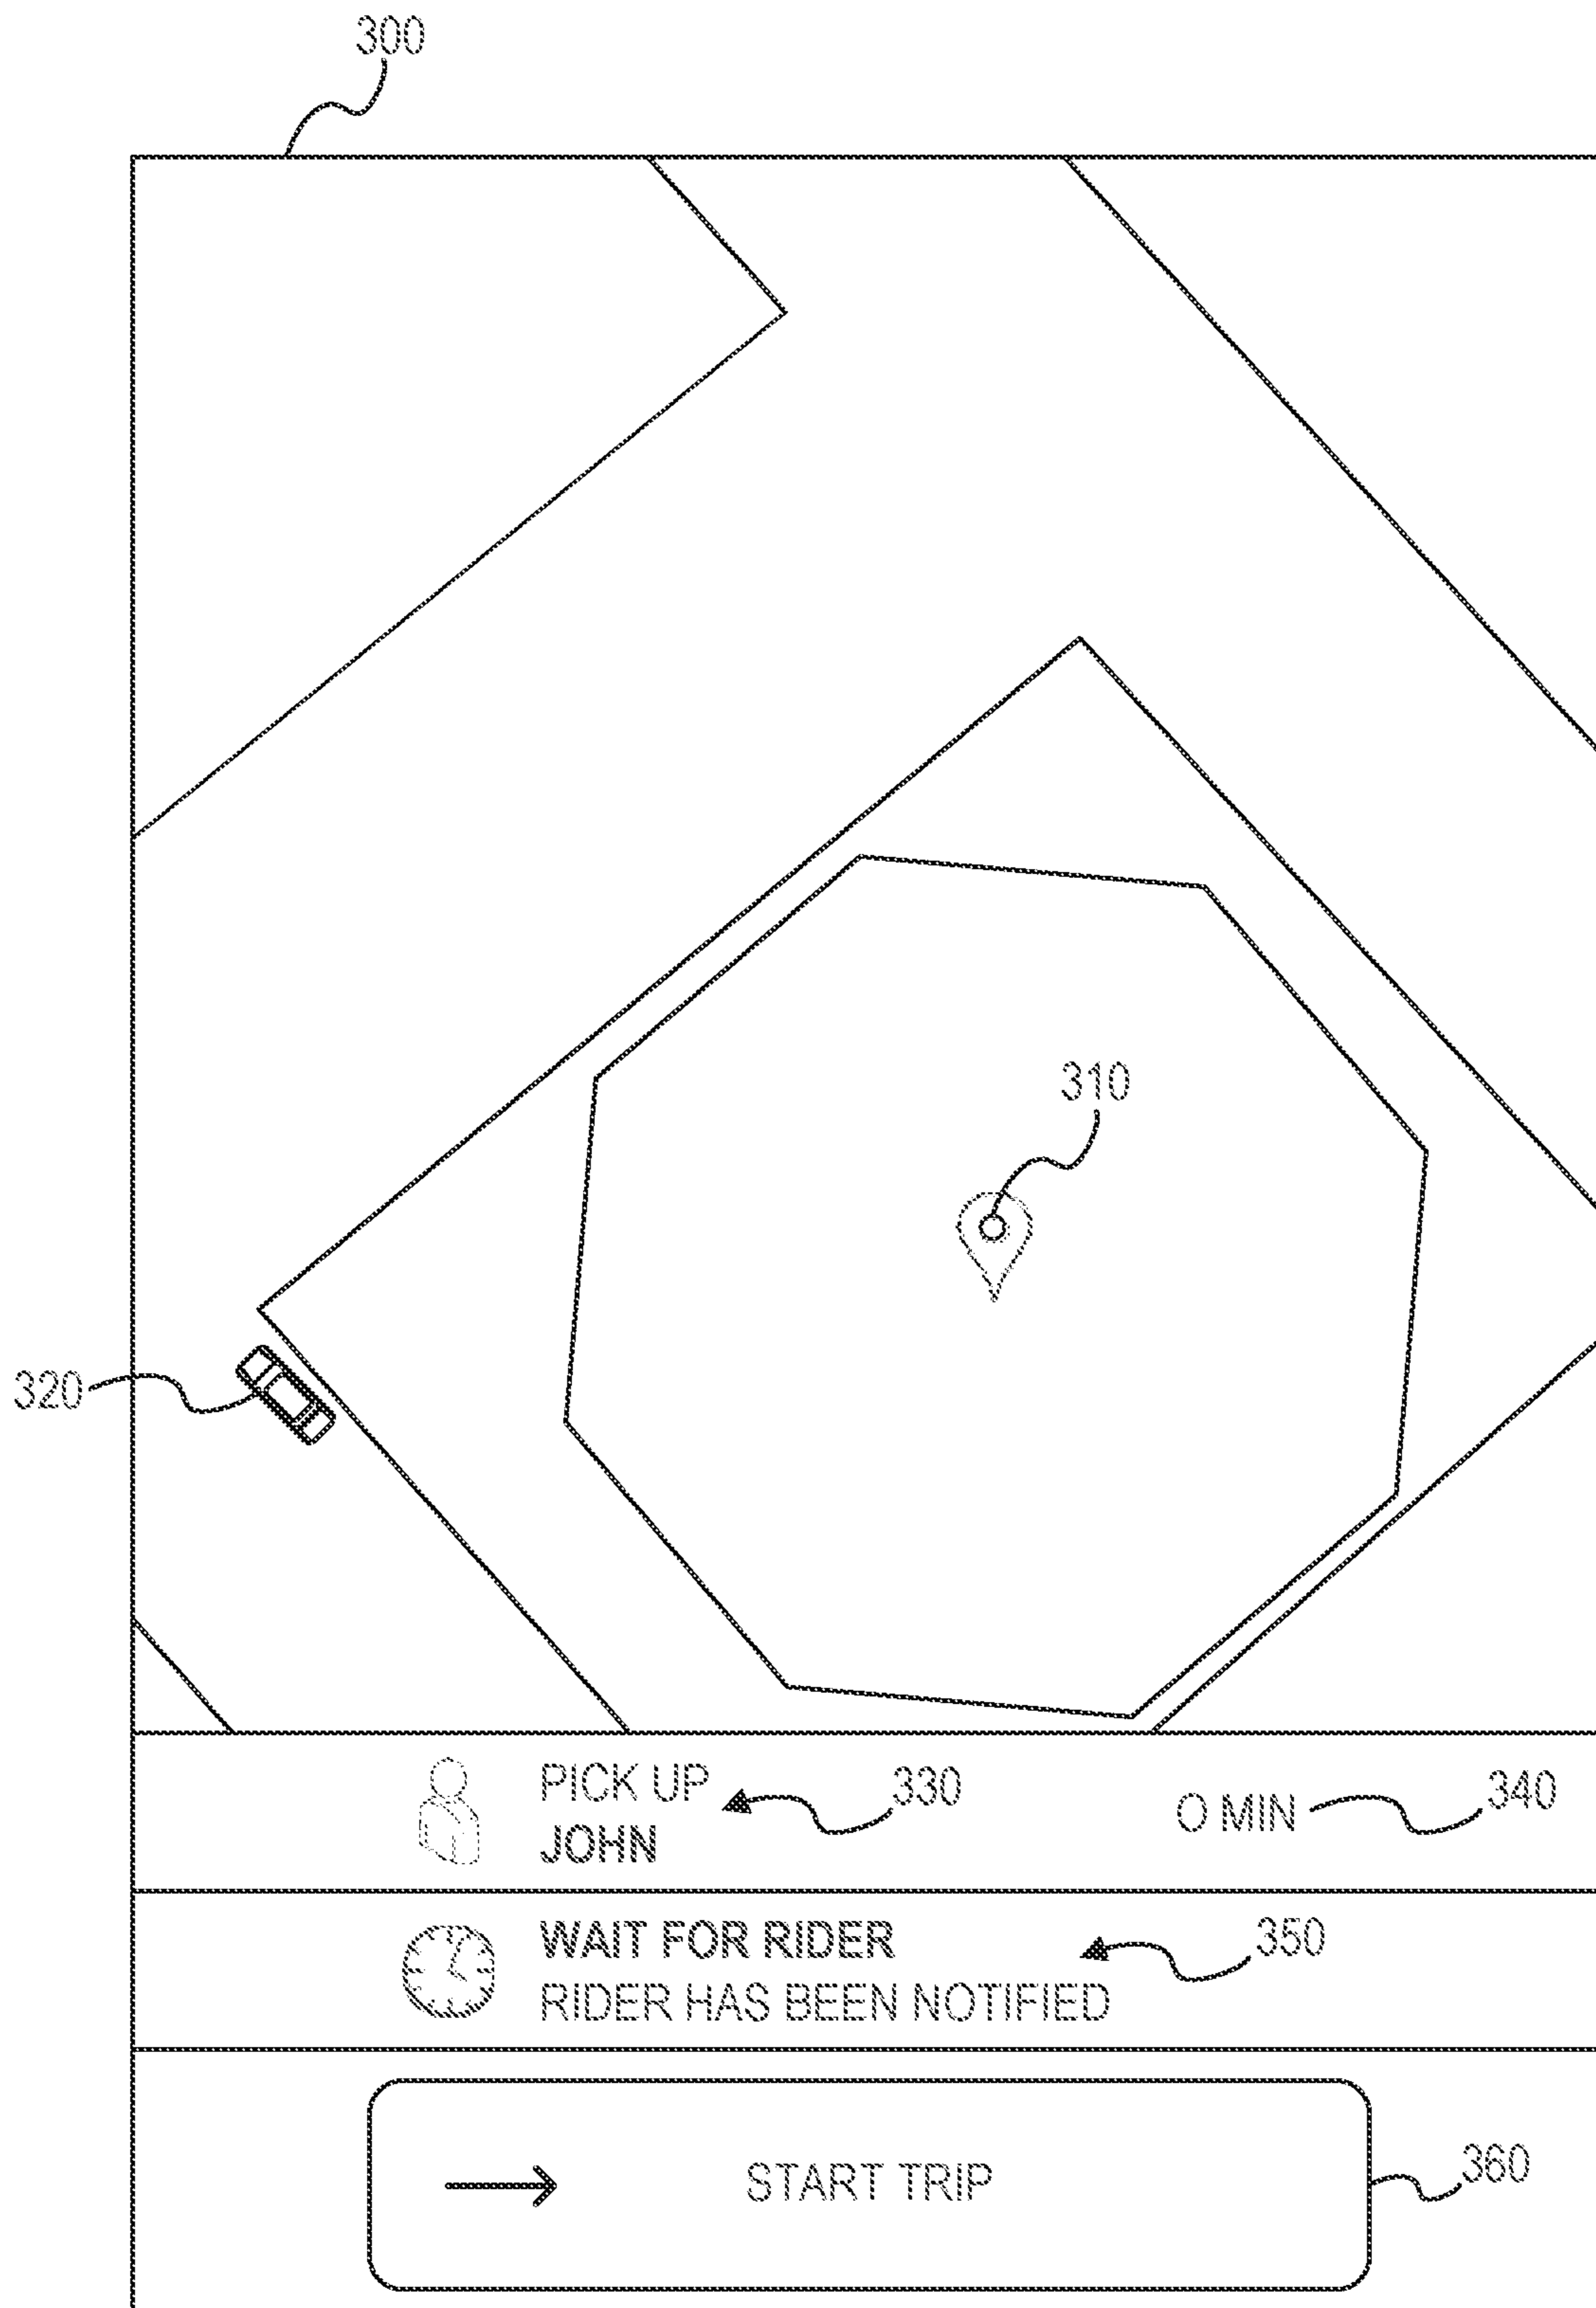 300
310
320
PICK UP
JOHN
330
O MIN
340
WAIT FOR RIDER
RIDER HAS BEEN NOTIFIED
350
START TRIP
360